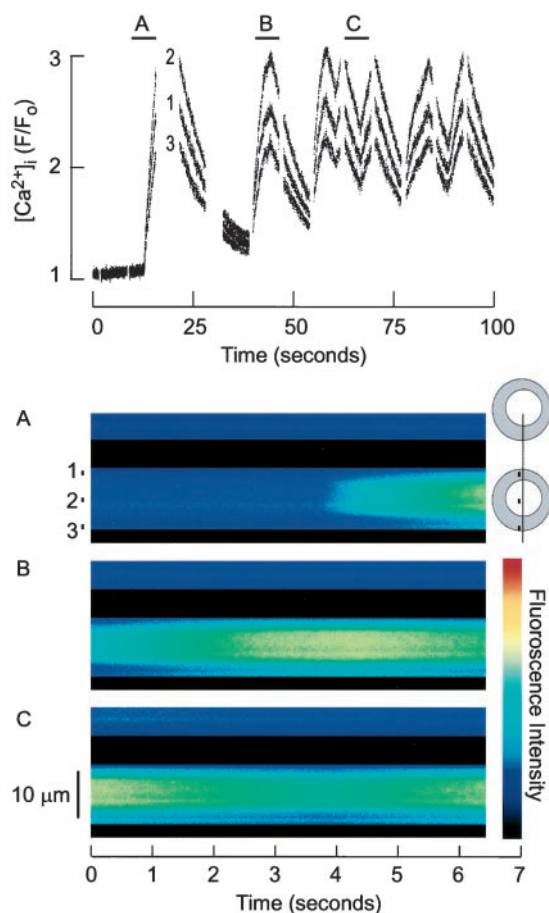 A B C
[Ca2+]i (F/Fo)
3
2
1
2
1
3
0 25 50 75 100
Time (seconds)
A
1
2
3
B
C
10 μm
Fluorescence Intensity
0 1 2 3 4 5 6 7
Time (seconds)